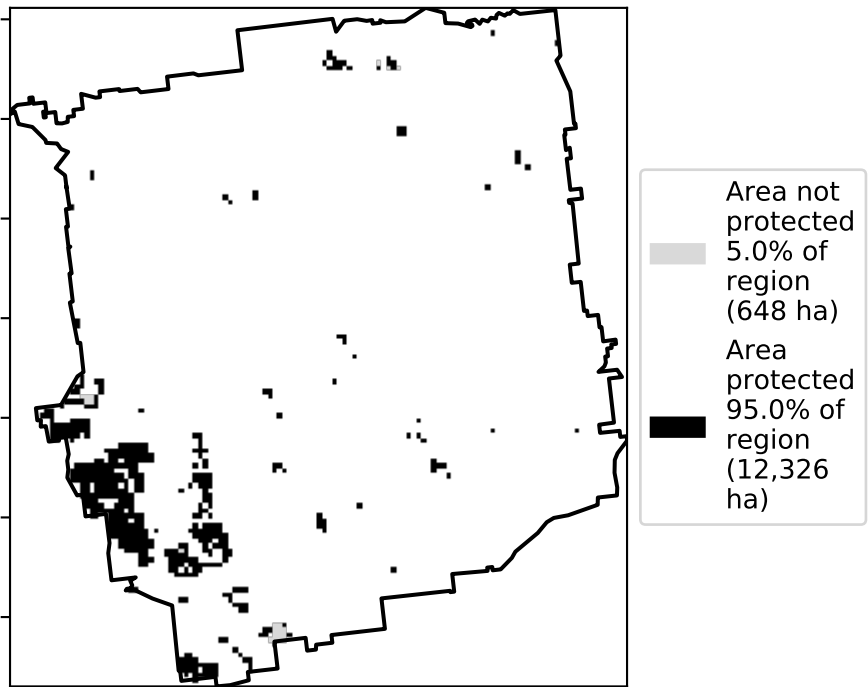 Area not
protected
5.0% of
region
(648 ha)
Area
protected
95.0% of
region
(12,326
ha)